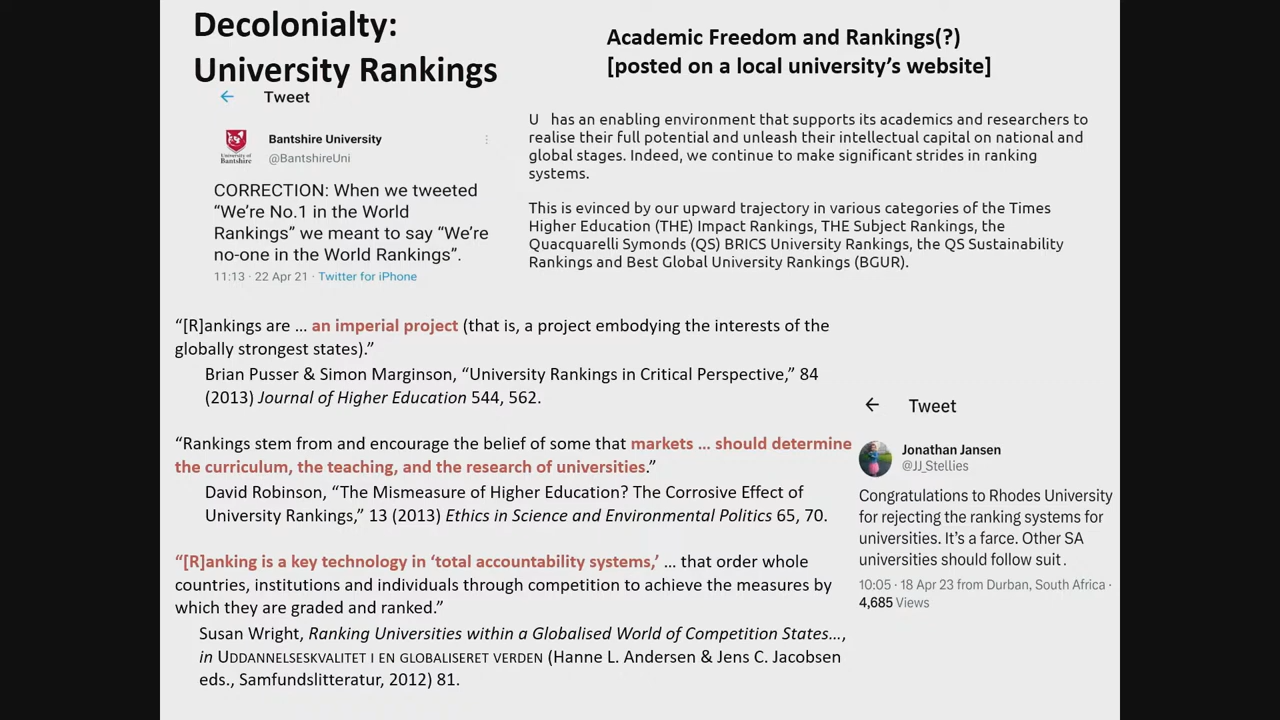 Decolonialty:
University Rankings
Academic Freedom and Rankings(?)
[posted on a local university’s website]
Tweet
University of
Bantshire
Bantshire University
@BantshireUni
CORRECTION: When we tweeted
“We’re No.1 in the World
Rankings” we meant to say “We’re
no-one in the World Rankings”.
11:13 · 22 Apr 21 · Twitter for iPhone
U has an enabling environment that supports its academics and researchers to
realise their full potential and unleash their intellectual capital on national and
global stages. Indeed, we continue to make significant strides in ranking
systems.
This is evinced by our upward trajectory in various categories of the Times
Higher Education (THE) Impact Rankings, THE Subject Rankings, the
Quacquarelli Symonds (QS) BRICS University Rankings, the QS Sustainability
Rankings and Best Global University Rankings (BGUR).
“[R]ankings are … an imperial project (that is, a project embodying the interests of the
globally strongest states).”
Brian Pusser & Simon Marginson, “University Rankings in Critical Perspective,” 84
(2013) Journal of Higher Education 544, 562.
“Rankings stem from and encourage the belief of some that markets … should determine
the curriculum, the teaching, and the research of universities.”
David Robinson, “The Mismeasure of Higher Education? The Corrosive Effect of
University Rankings,” 13 (2013) Ethics in Science and Environmental Politics 65, 70.
“[R]anking is a key technology in ‘total accountability systems,’ … that order whole
countries, institutions and individuals through competition to achieve the measures by
which they are graded and ranked.”
Susan Wright, Ranking Universities within a Globalised World of Competition States…,
in UDDANNELSESKVALITET I EN GLOBALISERET VERDEN (Hanne L. Andersen & Jens C. Jacobsen
eds., Samfundslitteratur, 2012) 81.
Tweet
Jonathan Jansen
@JJ_Stellies
Congratulations to Rhodes University
for rejecting the ranking systems for
universities. It’s a farce. Other SA
universities should follow suit.
10:05 · 18 Apr 23 from Durban, South Africa ·
4,685 Views